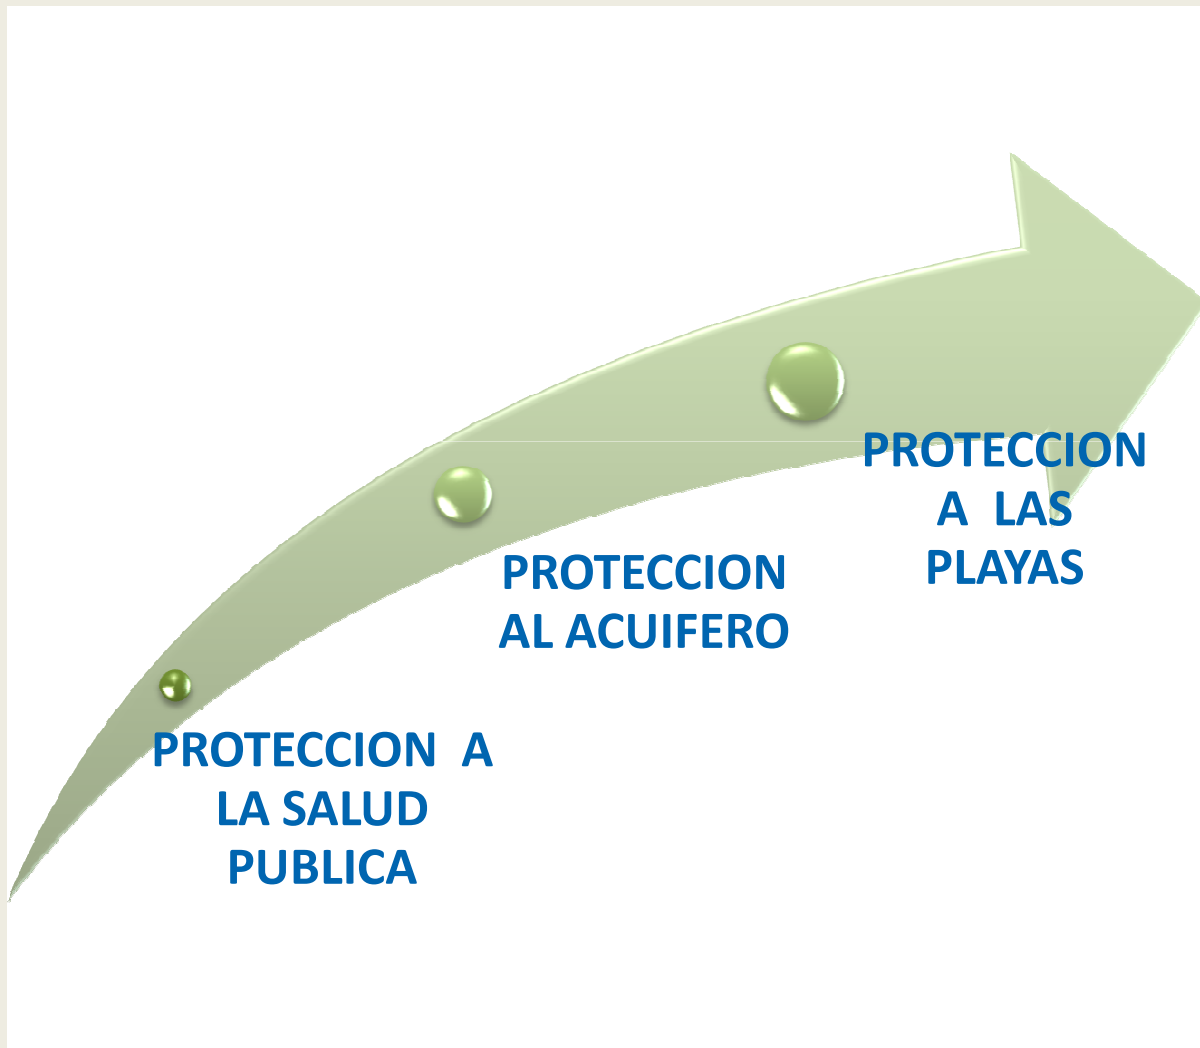 PROTECCION A
LA SALUD
PUBLICA
PROTECCION
AL ACUIFERO
PROTECCION
A LAS
PLAYAS